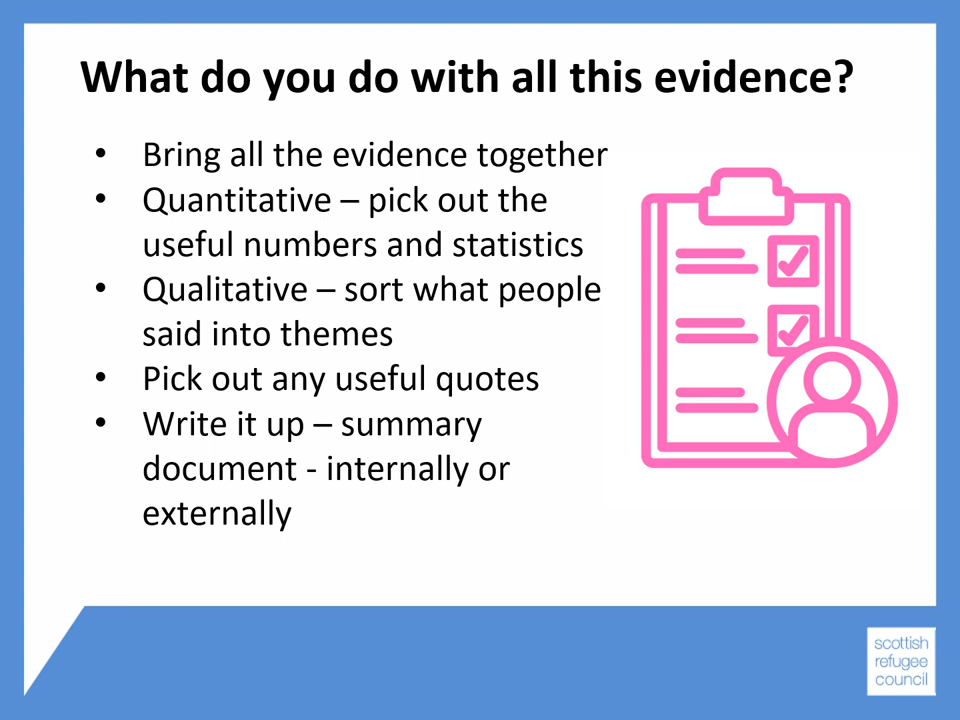 What do you do with all this evidence?
• Bring all the evidence together
• Quantitative – pick out the
useful numbers and statistics
• Qualitative – sort what people
said into themes
• Pick out any useful quotes
• Write it up – summary
document - internally or
externally
scottish
refugee
council